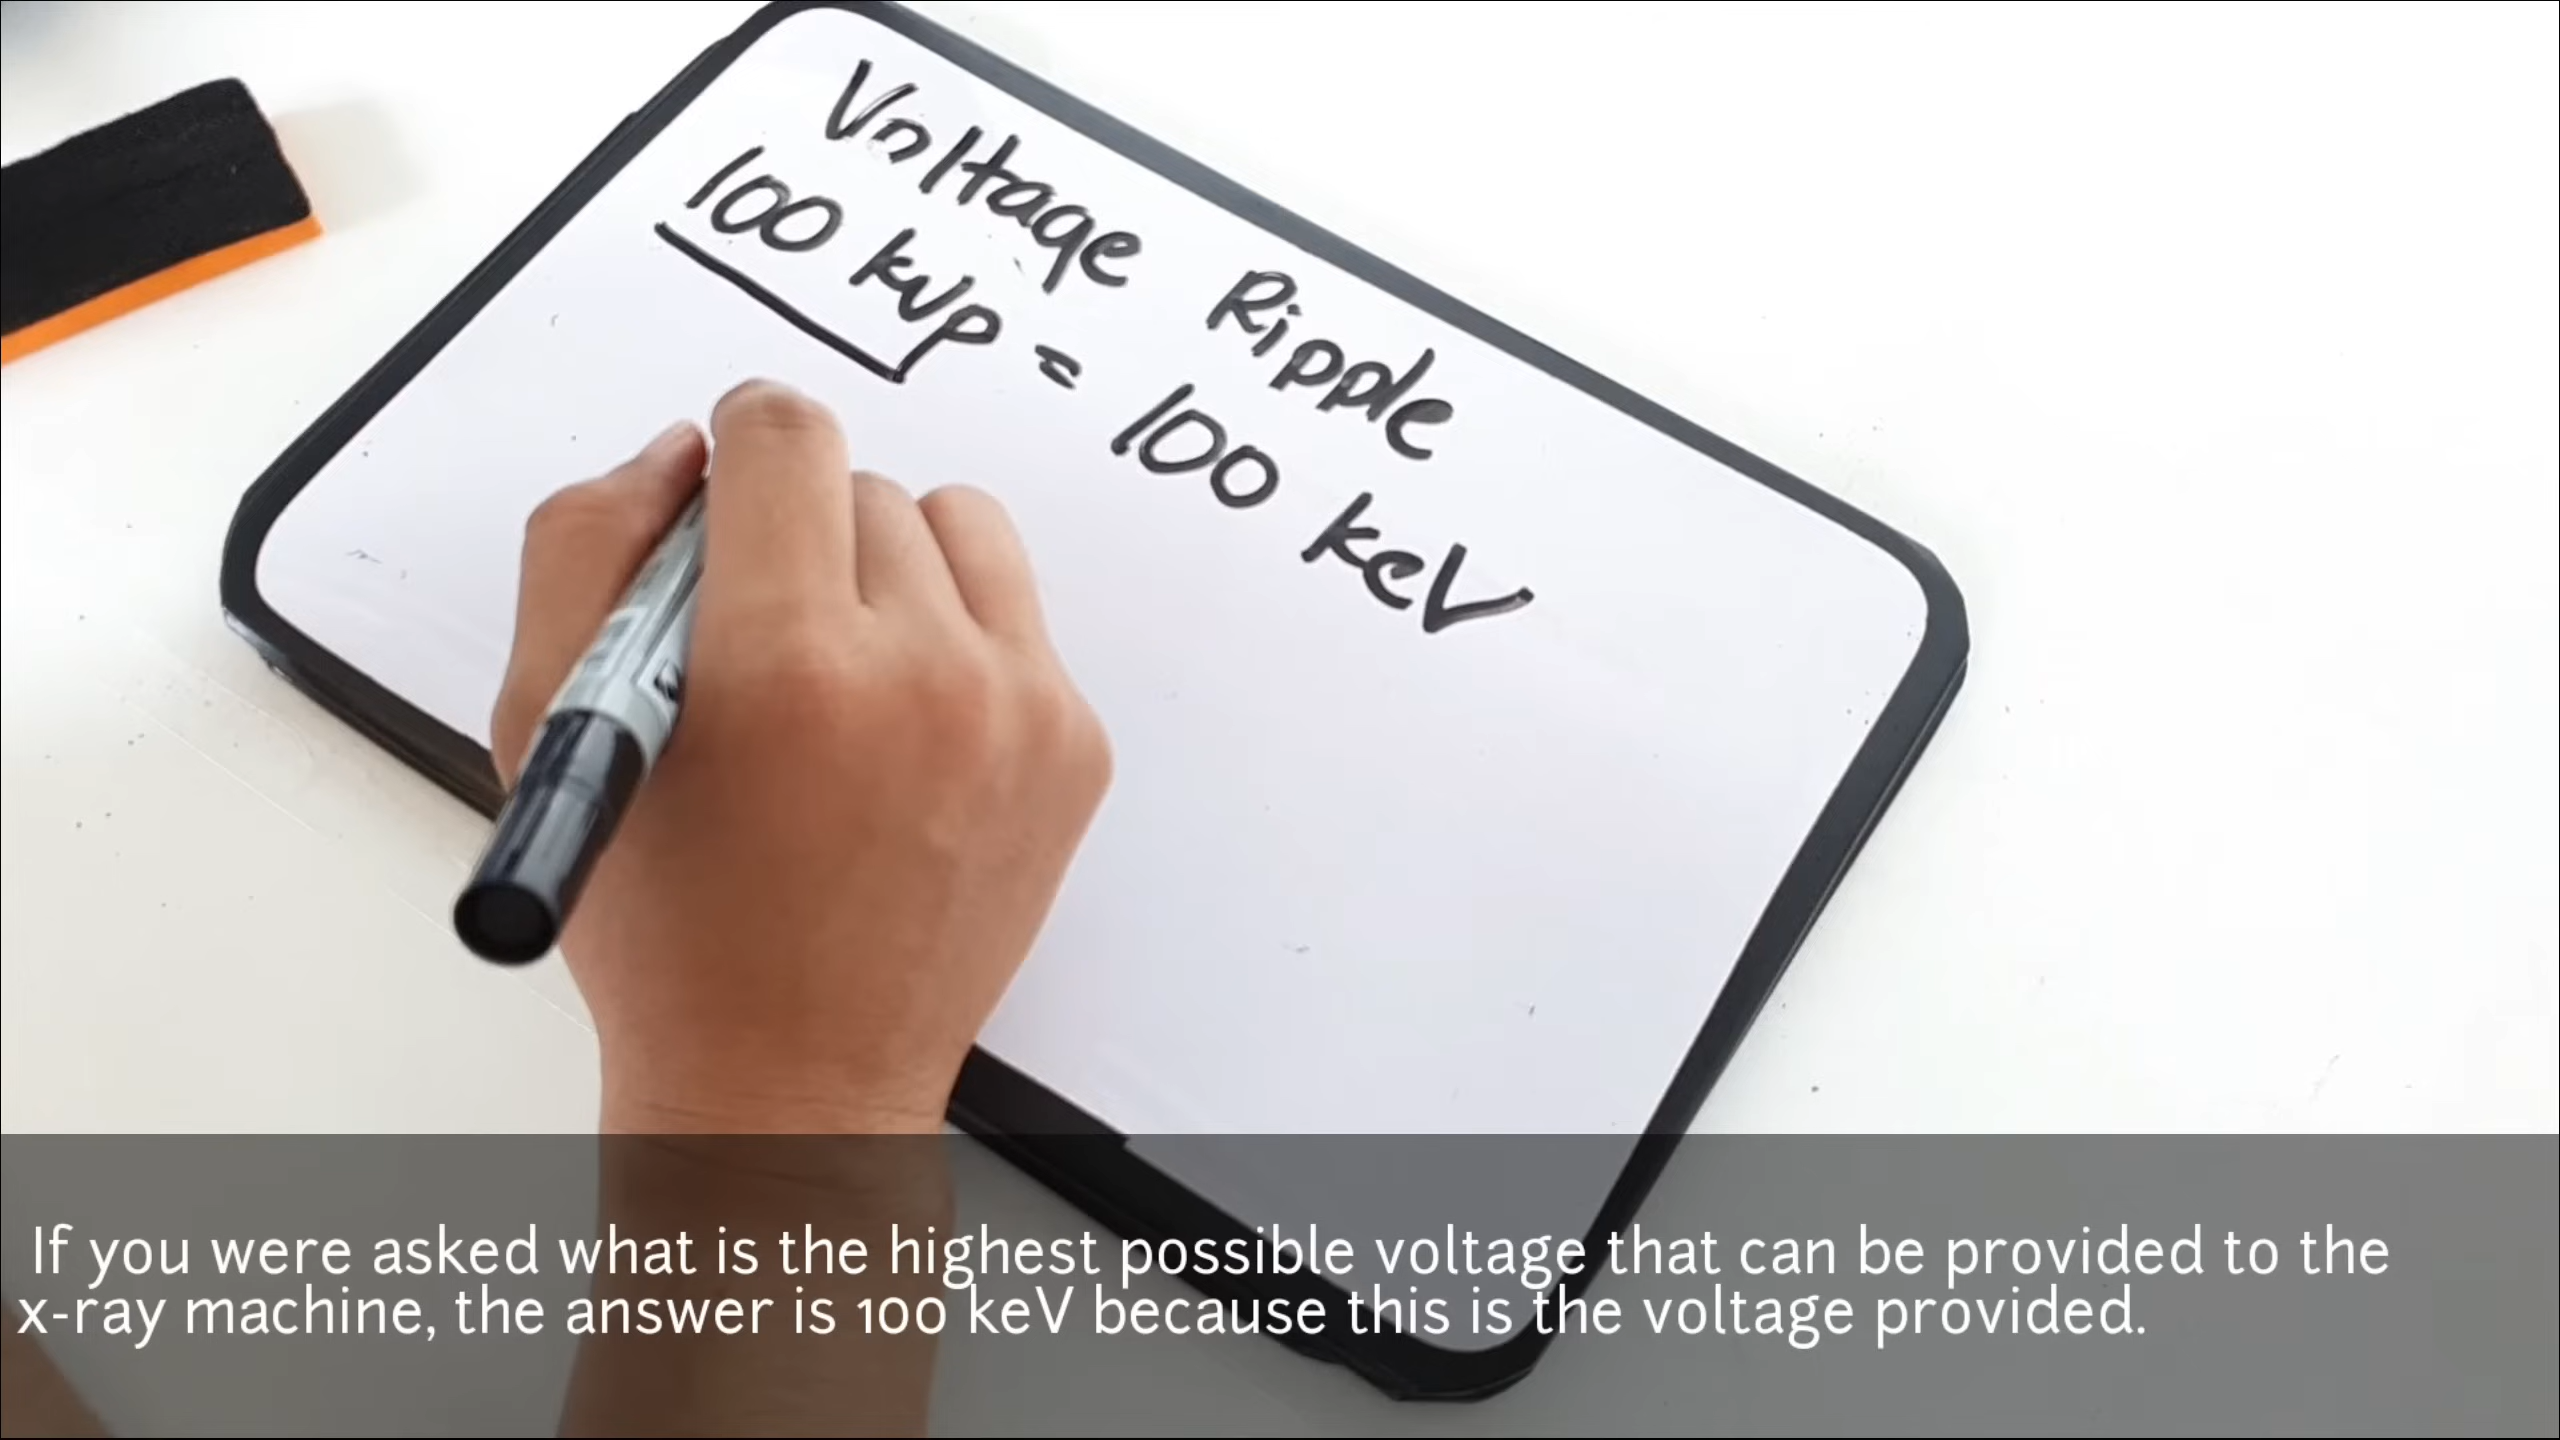 Voltage Ripple
100 kVp = 100 keV
If you were asked what is the highest possible voltage that can be provided to the
x-ray machine, the answer is 100 keV because this is the voltage provided.